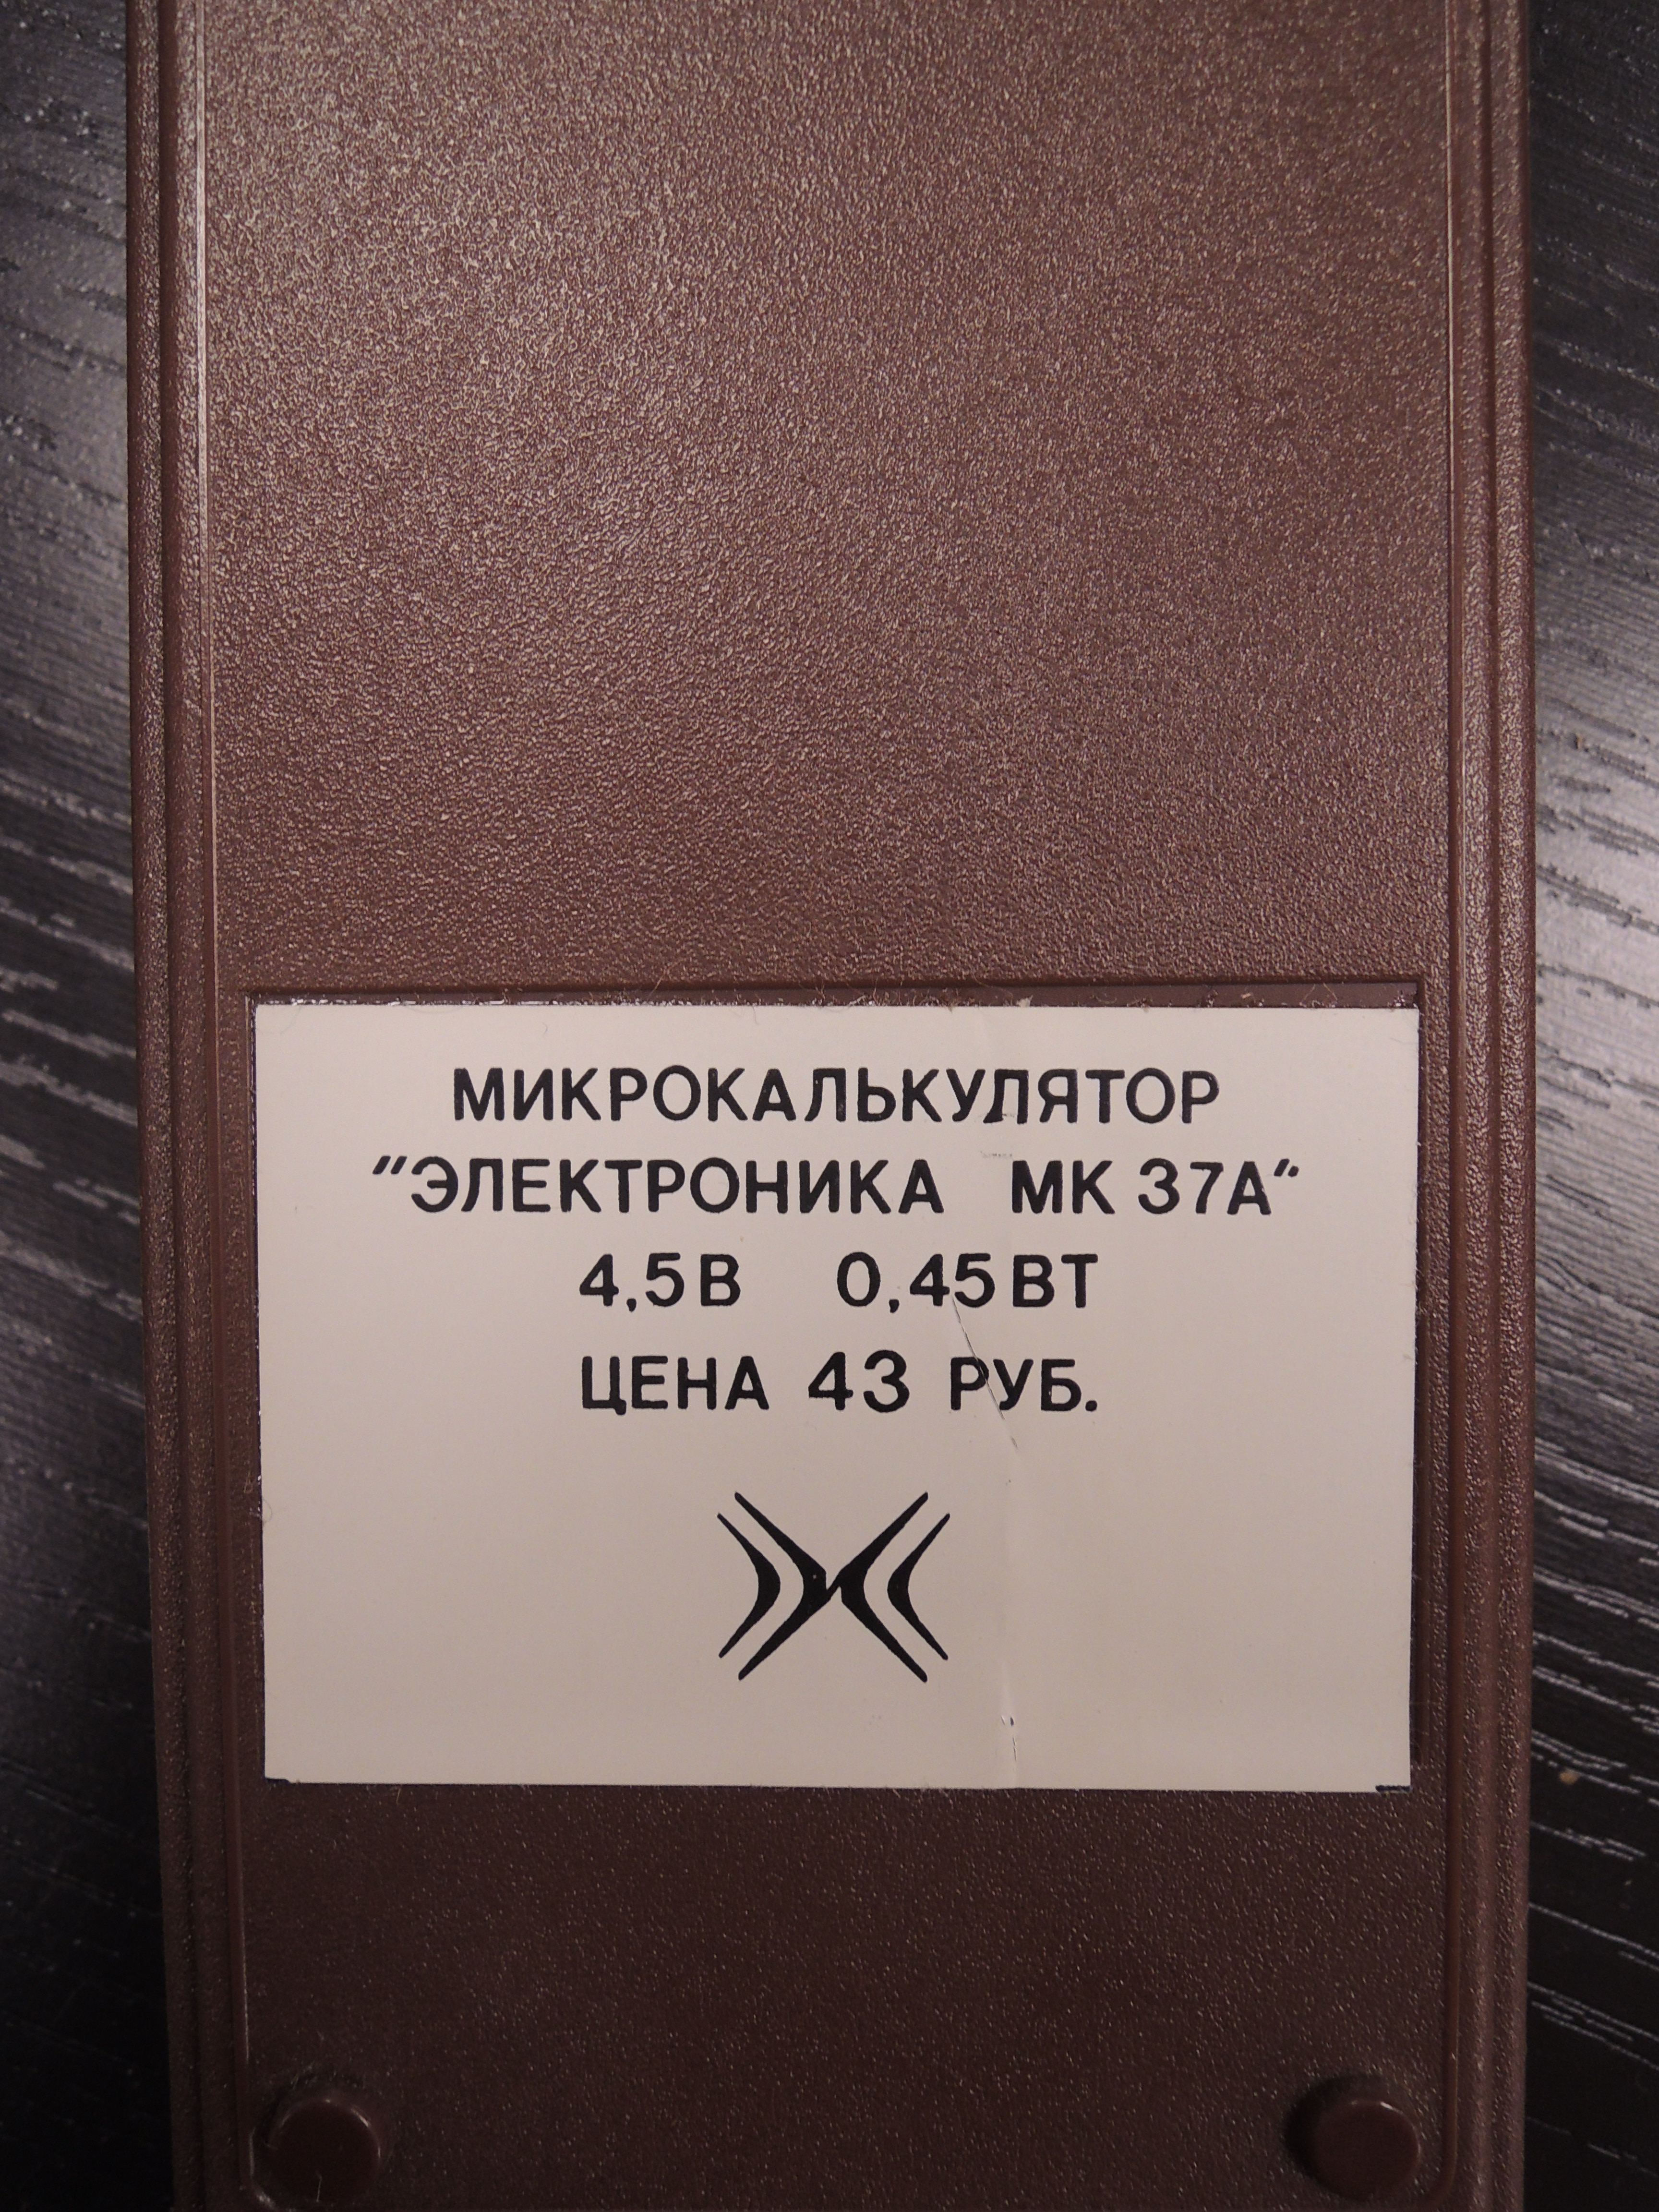 МИКРОКАЛЬКУЛЯТОР
"ЭЛЕКТРОНИКА МК 37А"
4,5В 0,45ВТ
ЦЕНА 43 РУБ.